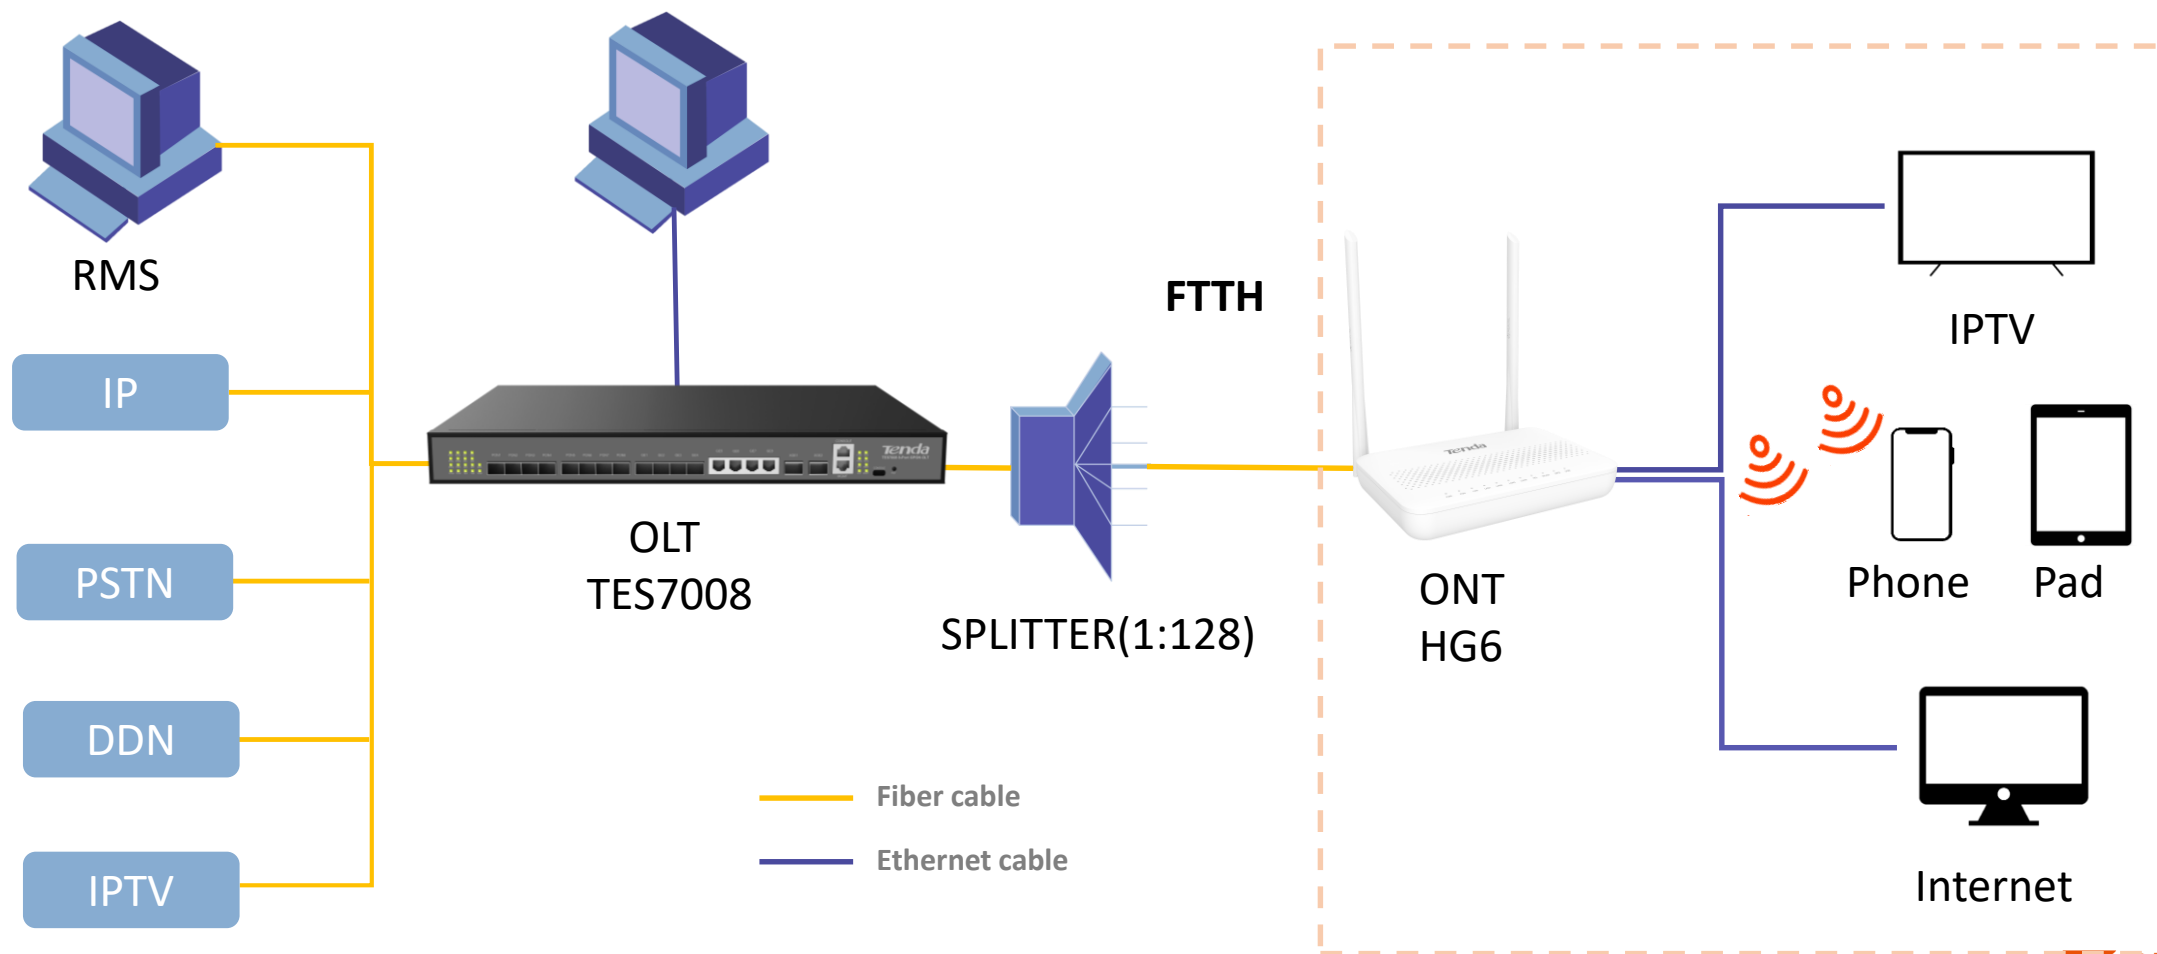 RMS
IP
PSTN
DDN
IPTV
Tenda
OLT
TES7008
SPLITTER(1:128)
FTTH
Tenda
ONT
HG6
IPTV
Phone
Pad
Internet
Fiber cable
Ethernet cable